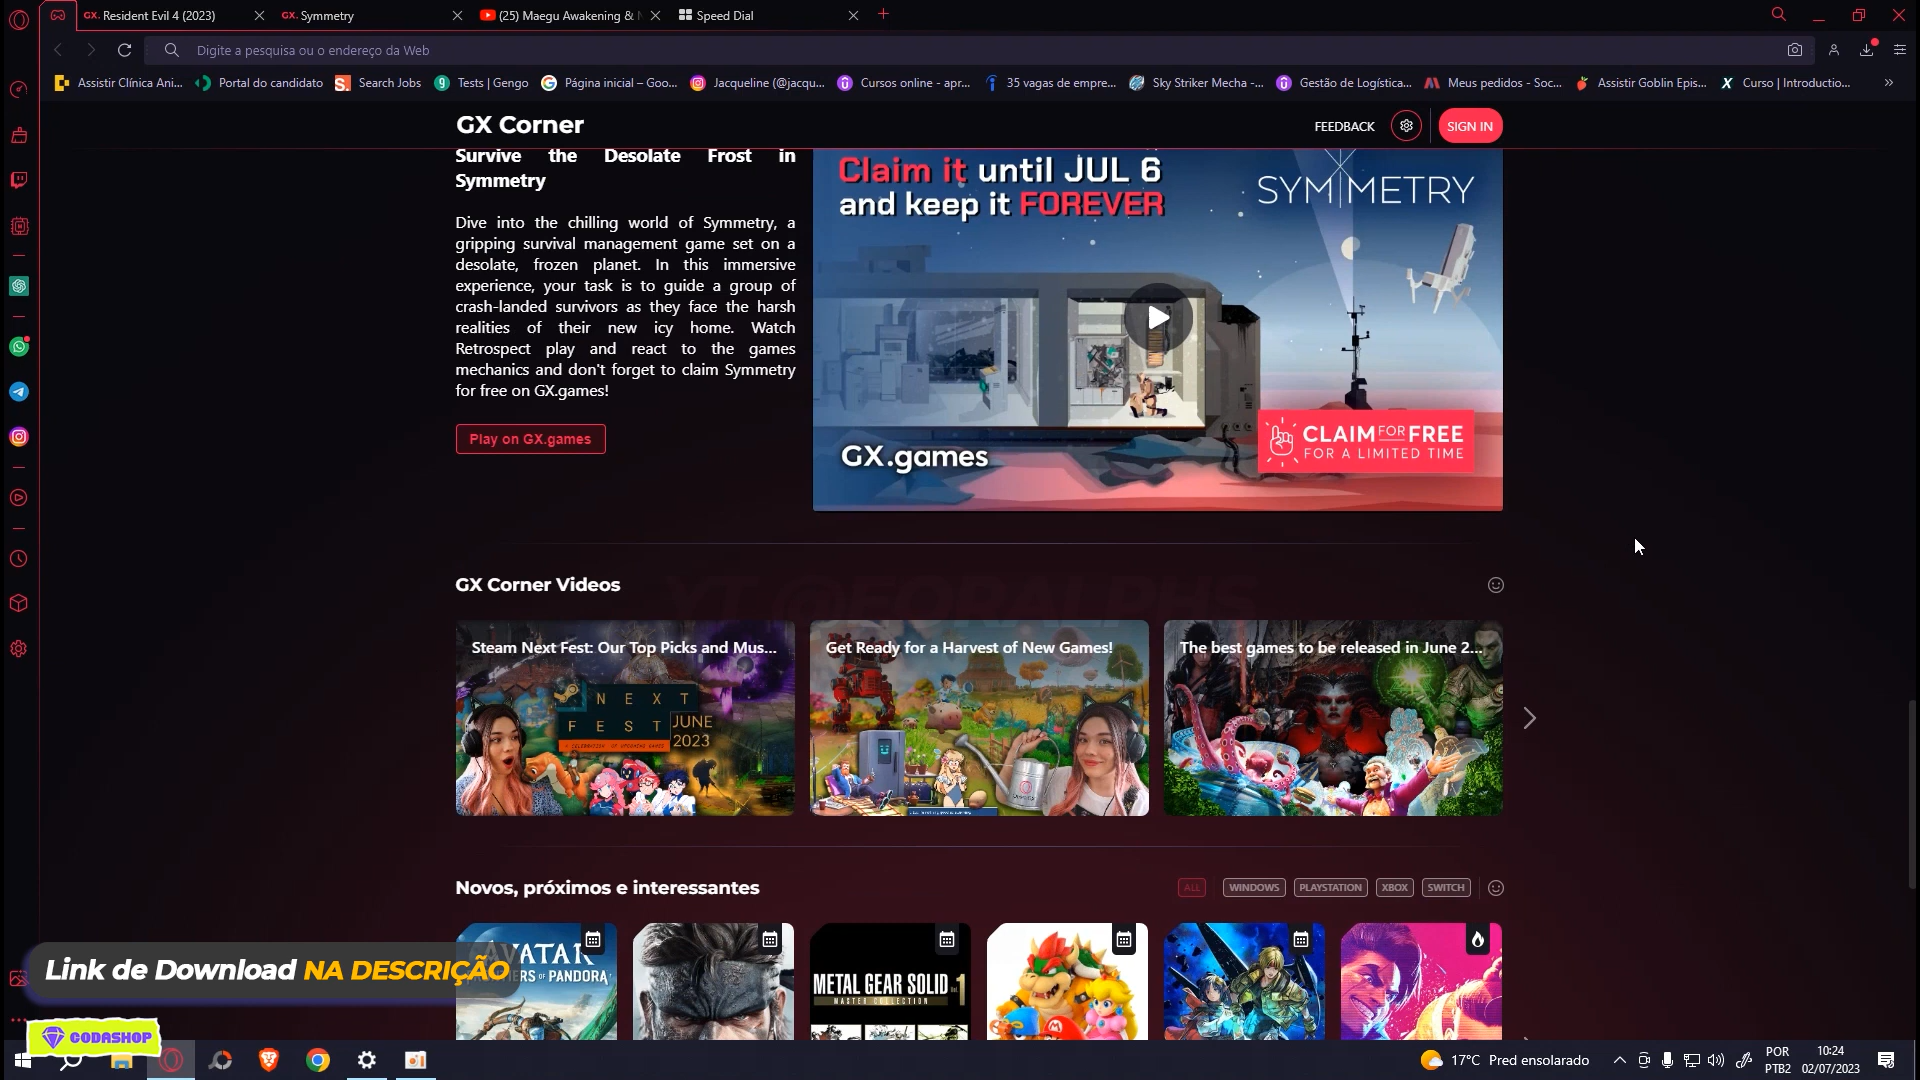 GX Resident Evil 4 (2023)
GX Symmetry
(25) Maegu Awakening &
Speed Dial
Digite a pesquisa ou o endereço da Web
Assistir Clínica Ani...
Portal do candidato
Search Jobs
Tests | Gengo
Página inicial – Goo...
Jacqueline (@jacqu...
Cursos online - apr...
35 vagas de empre...
Sky Striker Mecha -...
Gestão de Logística...
Meus pedidos - Soc...
Assistir Goblin Epis...
Curso | Introductio...
GX Corner
FEEDBACK
SIGN IN
Survive the Desolate Frost in
Symmetry
Dive into the chilling world of Symmetry, a
gripping survival management game set on a
desolate, frozen planet. In this immersive
experience, your task is to guide a group of
crash-landed survivors as they face the harsh
realities of their new icy home. Watch
Retrospect play and react to the games
mechanics and don't forget to claim Symmetry
for free on GX.games!
Play on GX.games
Claim it until JUL 6
and keep it FOREVER
SYMMETRY
GX.games
CLAIM FOR FREE
FOR A LIMITED TIME
GX Corner Videos
YT @FORALPHS
Steam Next Fest: Our Top Picks and Mus...
NEXT
FEST
JUNE
2023
Get Ready for a Harvest of New Games!
The best games to be released in June 2...
Novos, próximos e interessantes
ALL
WINDOWS
PLAYSTATION
XBOX
SWITCH
AVATAR
OF PANDORA
METAL GEAR SOLID
MASTER COLLECTION
Vol. 1
Link de Download NA DESCRIÇÃO
CODASHOP
17°C Pred ensolarado
POR
PTB2
10:24
02/07/2023